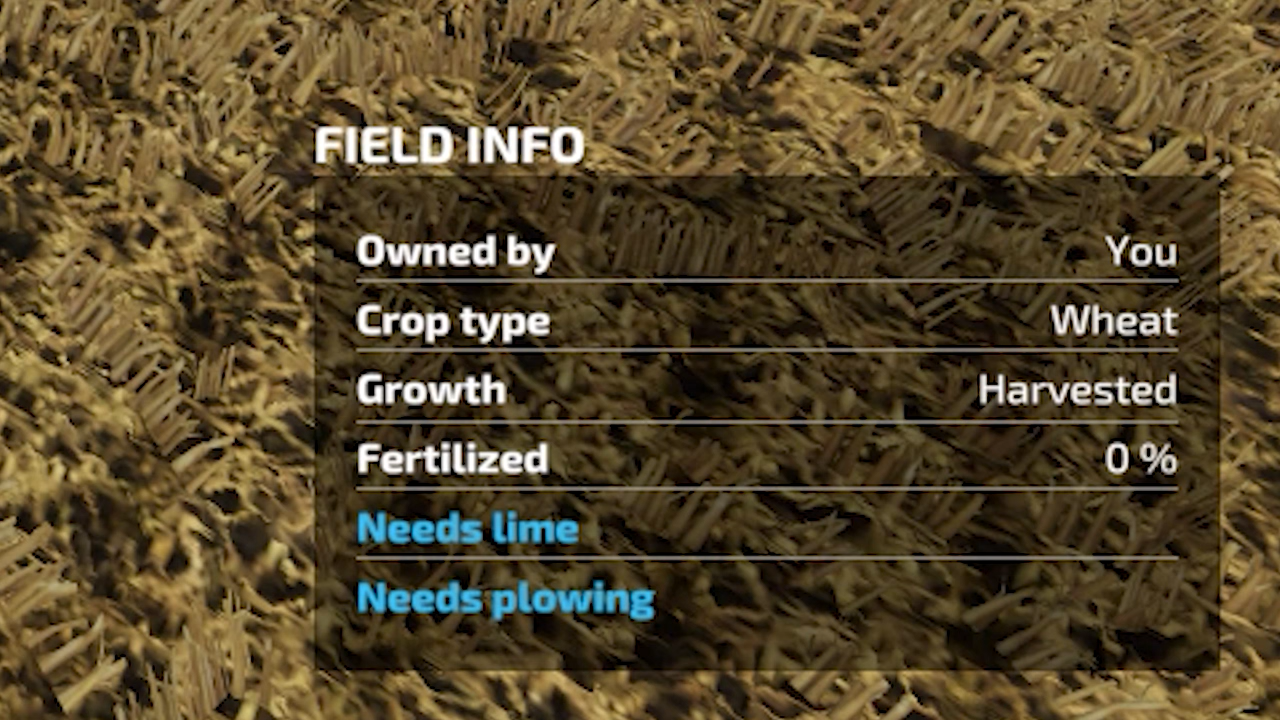 FIELD INFO
Owned by You
Crop type Wheat
Growth Harvested
Fertilized 0 %
Needs lime
Needs plowing